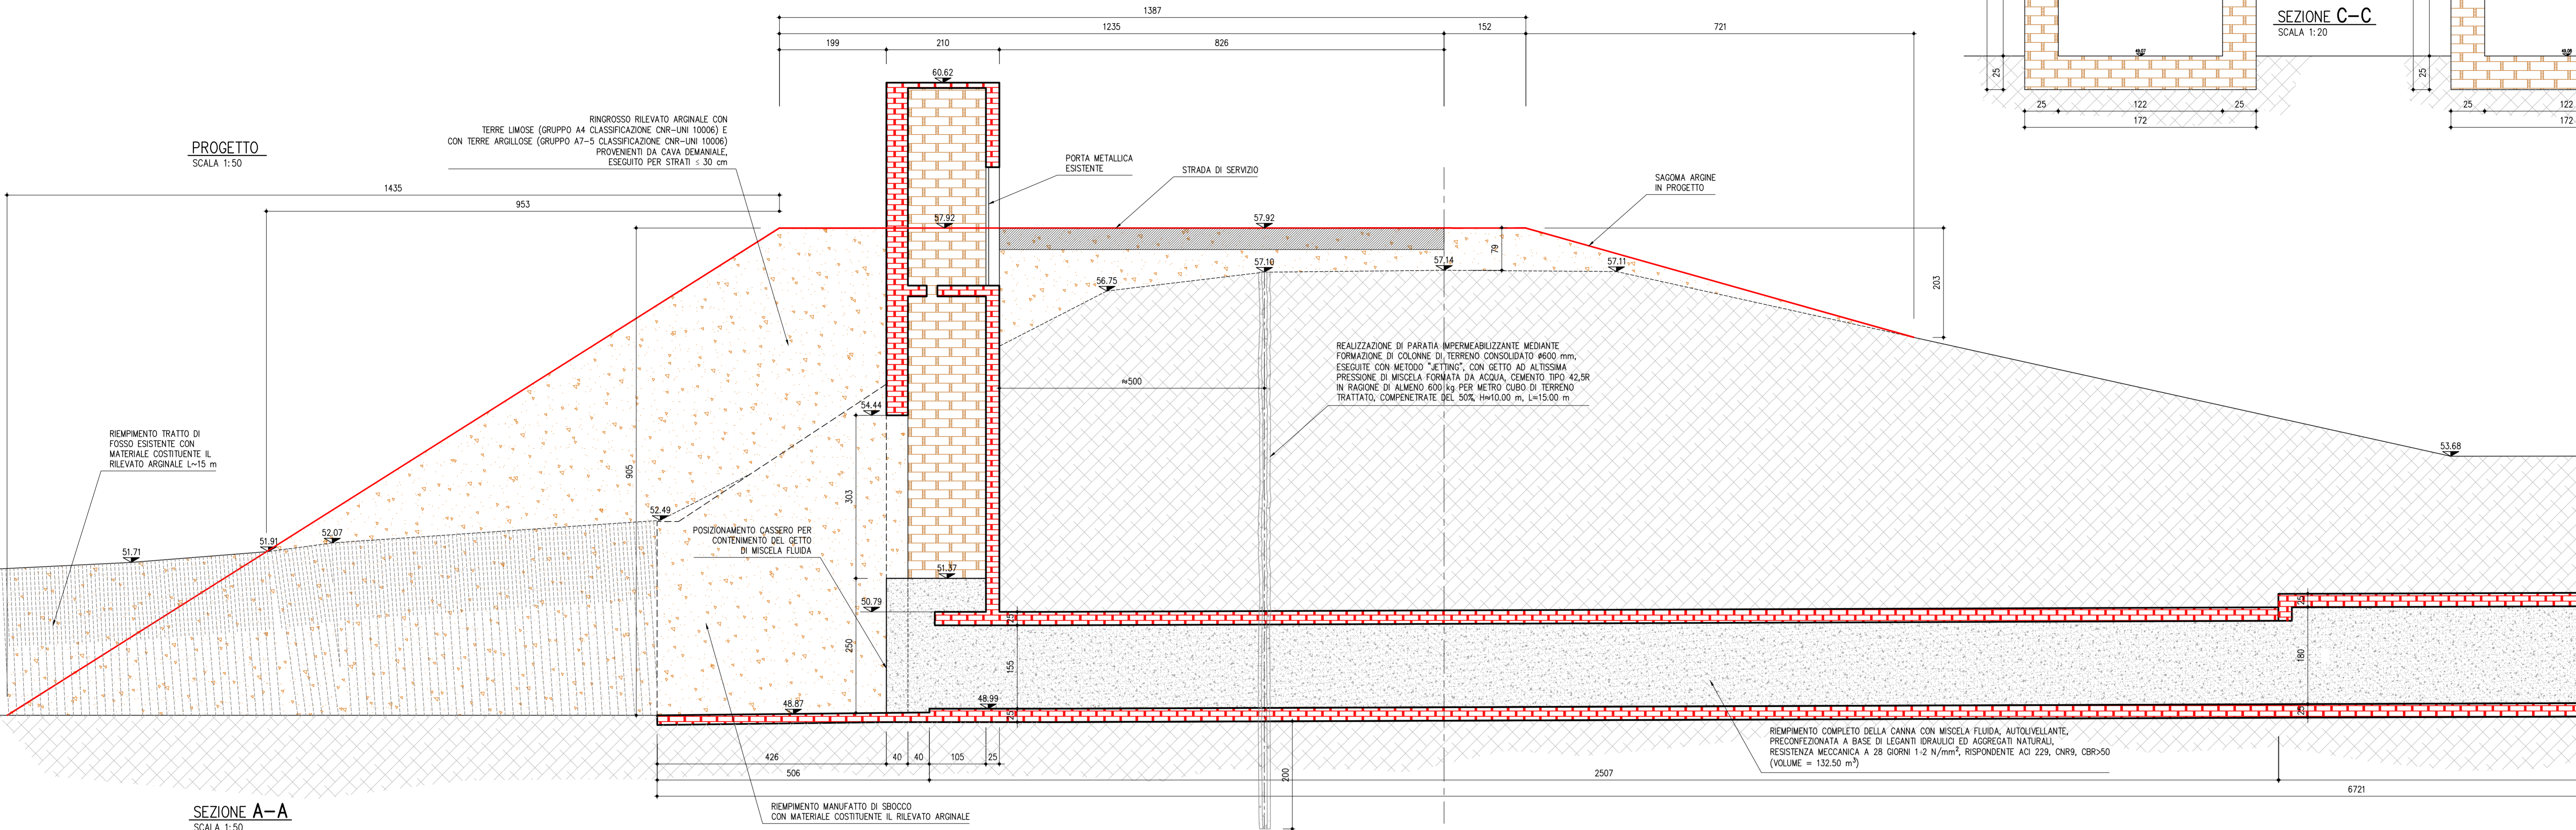 1387
1235
152
721
199
210
826
60.62
PROGETTO
SCALA 1:50
RINGROSSO RILEVATO ARGINALE CON
TERRE LIMOSE (GRUPPO A4 CLASSIFICAZIONE CNR-UNI 10006) E
CON TERRE ARGILLOSE (GRUPPO A7-5 CLASSIFICAZIONE CNR-UNI 10006)
PROVENIENTI DA CAVA DEMANIALE,
ESEGUITO PER STRATI ≤ 30 cm
PORTA METALLICA
ESISTENTE
STRADA DI SERVIZIO
SAGOMA ARGINE
IN PROGETTO
SEZIONE C-C
SCALA 1:20
49.07
49.08
25
25
25
122
25
172
25
122
172
1435
953
57.92
57.92
79
57.10
57.14
57.11
56.75
203
905
REALIZZAZIONE DI PARATIA IMPERMEABILIZZANTE MEDIANTE
FORMAZIONE DI COLONNE DI TERRENO CONSOLIDATO ø600 mm,
ESEGUITE CON METODO "JETTING", CON GETTO AD ALTISSIMA
PRESSIONE DI MISCELA FORMATA DA ACQUA, CEMENTO TIPO 42,5R
IN RAGIONE DI ALMENO 600 kg PER METRO CUBO DI TERRENO
TRATTATO, COMPENETRATE DEL 50%, H≈10.00 m, L=15.00 m
≈500
54.44
53.68
RIEMPIMENTO TRATTO DI
FOSSO ESISTENTE CON
MATERIALE COSTITUENTE IL
RILEVATO ARGINALE L~15 m
303
52.49
52.07
51.91
51.71
POSIZIONAMENTO CASSERO PER
CONTENIMENTO DEL GETTO
DI MISCELA FLUIDA
51.37
50.79
25
25
250
155
180
48.87
48.99
25
25
426
40
40
105
25
506
2507
6721
200
RIEMPIMENTO COMPLETO DELLA CANNA CON MISCELA FLUIDA, AUTOLIVELLANTE,
PRECONFEZIONATA A BASE DI LEGANTI IDRAULICI ED AGGREGATI NATURALI,
RESISTENZA MECCANICA A 28 GIORNI 1÷2 N/mm², RISPONDENTE ACI 229, CNR9, CBR>50
(VOLUME = 132.50 m³)
RIEMPIMENTO MANUFATTO DI SBOCCO
CON MATERIALE COSTITUENTE IL RILEVATO ARGINALE
SEZIONE A-A
SCALA 1:50